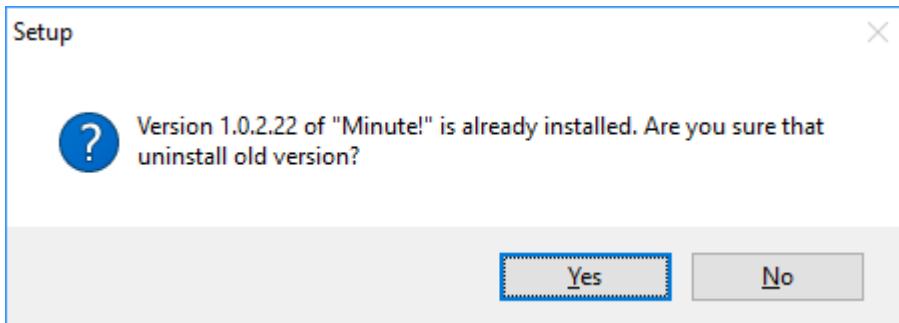 Setup
Version 1.0.2.22 of "Minute!" is already installed. Are you sure that
uninstall old version?
Yes
No